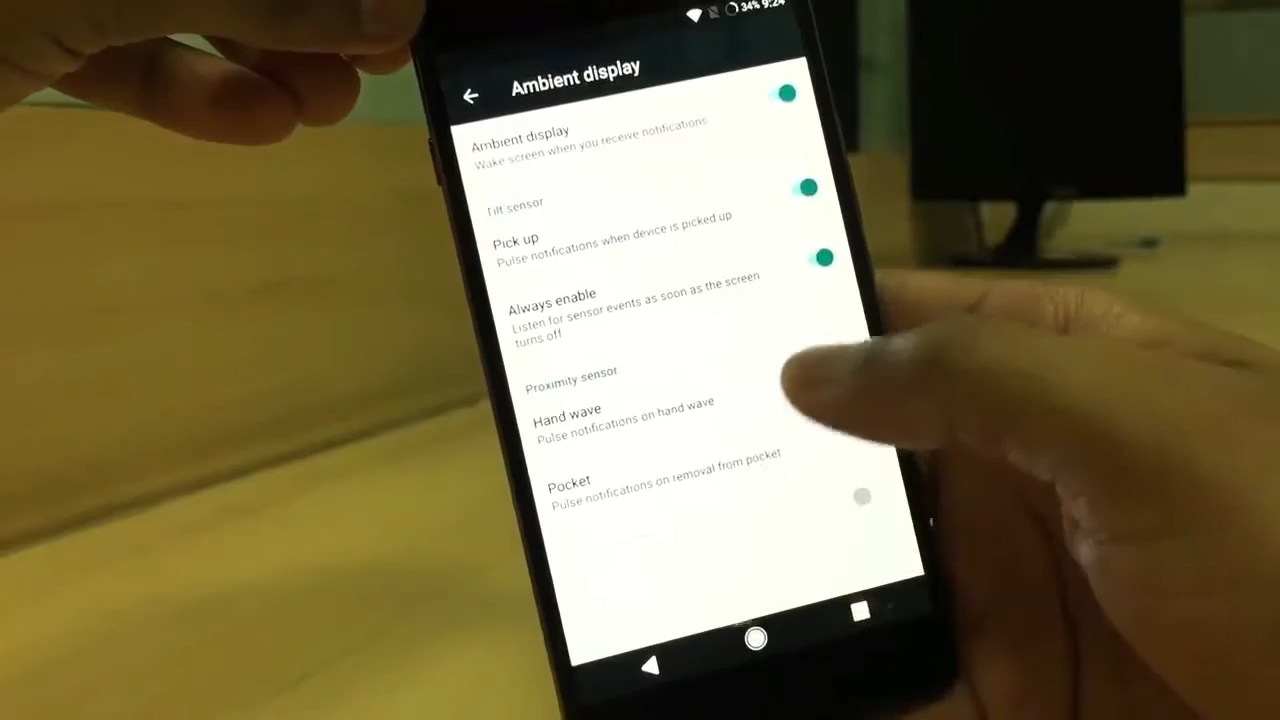 34% 9:24
Ambient display
Ambient display
Wake screen when you receive notifications
Tilt sensor
Pick up
Pulse notifications when device is picked up
Always enable
Listen for sensor events as soon as the screen
turns off
Proximity sensor
Hand wave
Pulse notifications on hand wave
Pocket
Pulse notifications on removal from pocket